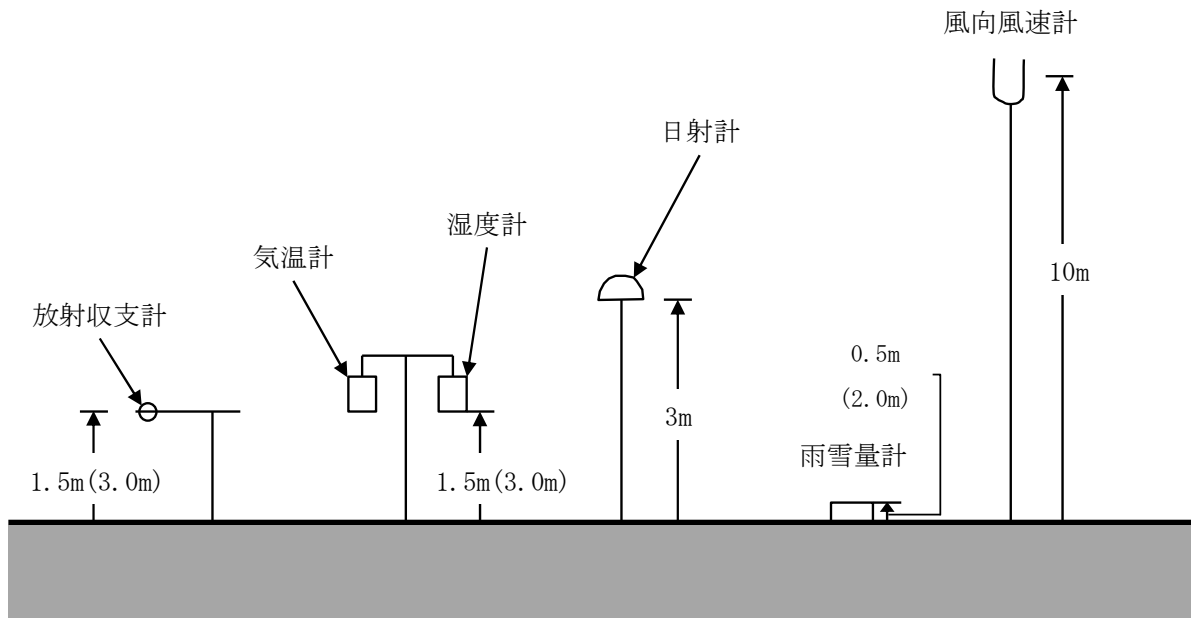 風向風速計
日射計
湿度計
気温計
放射収支計
10m
0.5m
(2.0m)
3m
雨雪量計
1.5m(3.0m)
1.5m(3.0m)